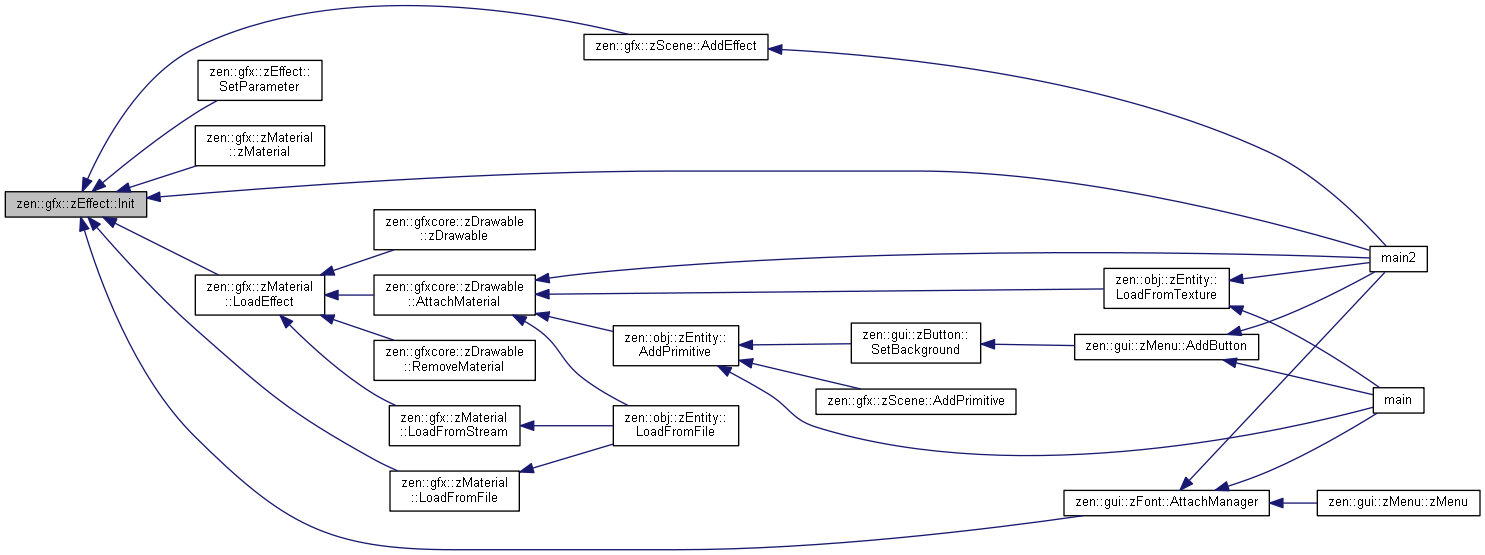 zen::gfx::zScene::AddEffect
zen::gfx::zEffect::
SetParameter
zen::gfx::zMaterial
::zMaterial
zen::gfx::zEffect::Init
zen::gfxcore::zDrawable
::zDrawable
main2
zen::gfx::zMaterial
::LoadEffect
zen::gfxcore::zDrawable
::AttachMaterial
zen::obj::zEntity::
LoadFromTexture
zen::obj::zEntity::
AddPrimitive
zen::gui::zButton::
SetBackground
zen::gui::zMenu::AddButton
zen::gfxcore::zDrawable
::RemoveMaterial
zen::gfx::zScene::AddPrimitive
main
zen::gfx::zMaterial
::LoadFromStream
zen::obj::zEntity::
LoadFromFile
zen::gfx::zMaterial
::LoadFromFile
zen::gui::zFont::AttachManager
zen::gui::zMenu::zMenu